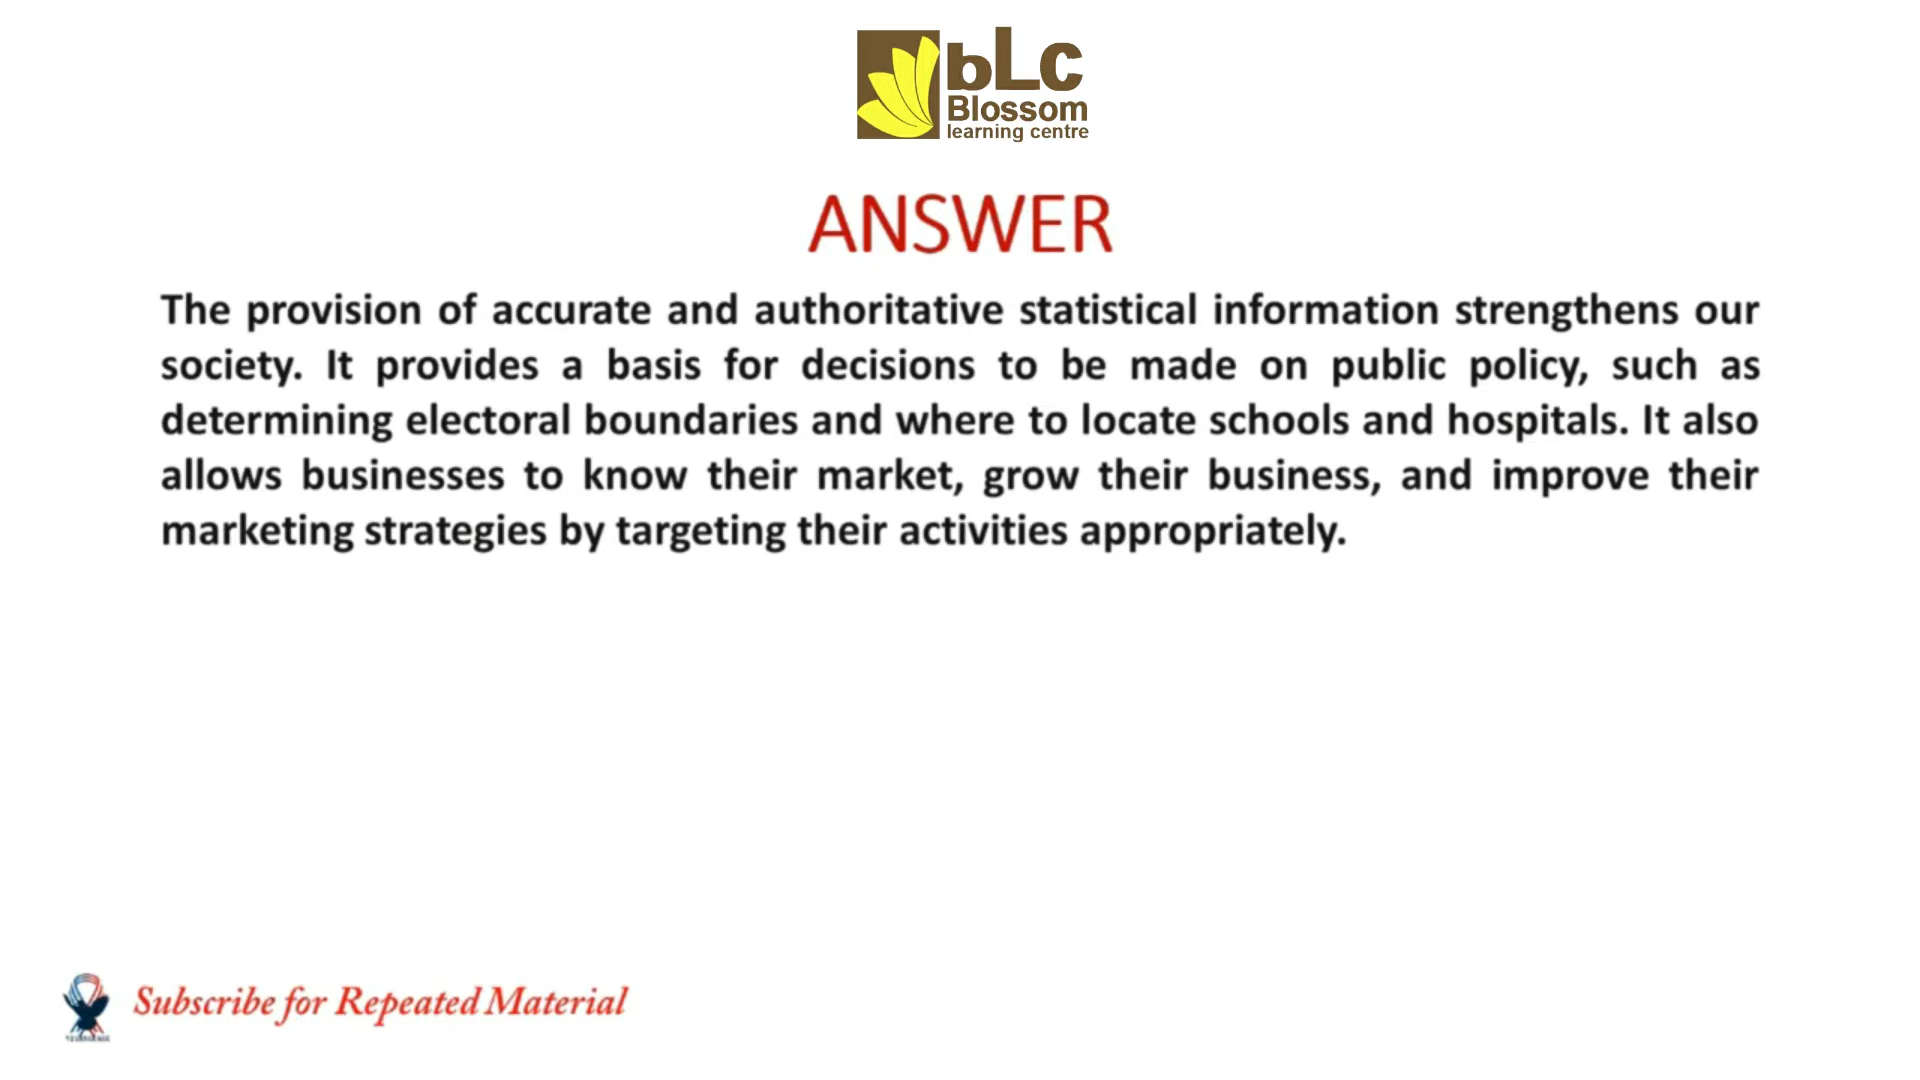 bLc
Blossom
learning centre
ANSWER
The provision of accurate and authoritative statistical information strengthens our
society. It provides a basis for decisions to be made on public policy, such as
determining electoral boundaries and where to locate schools and hospitals. It also
allows businesses to know their market, grow their business, and improve their
marketing strategies by targeting their activities appropriately.
Subscribe for Repeated Material